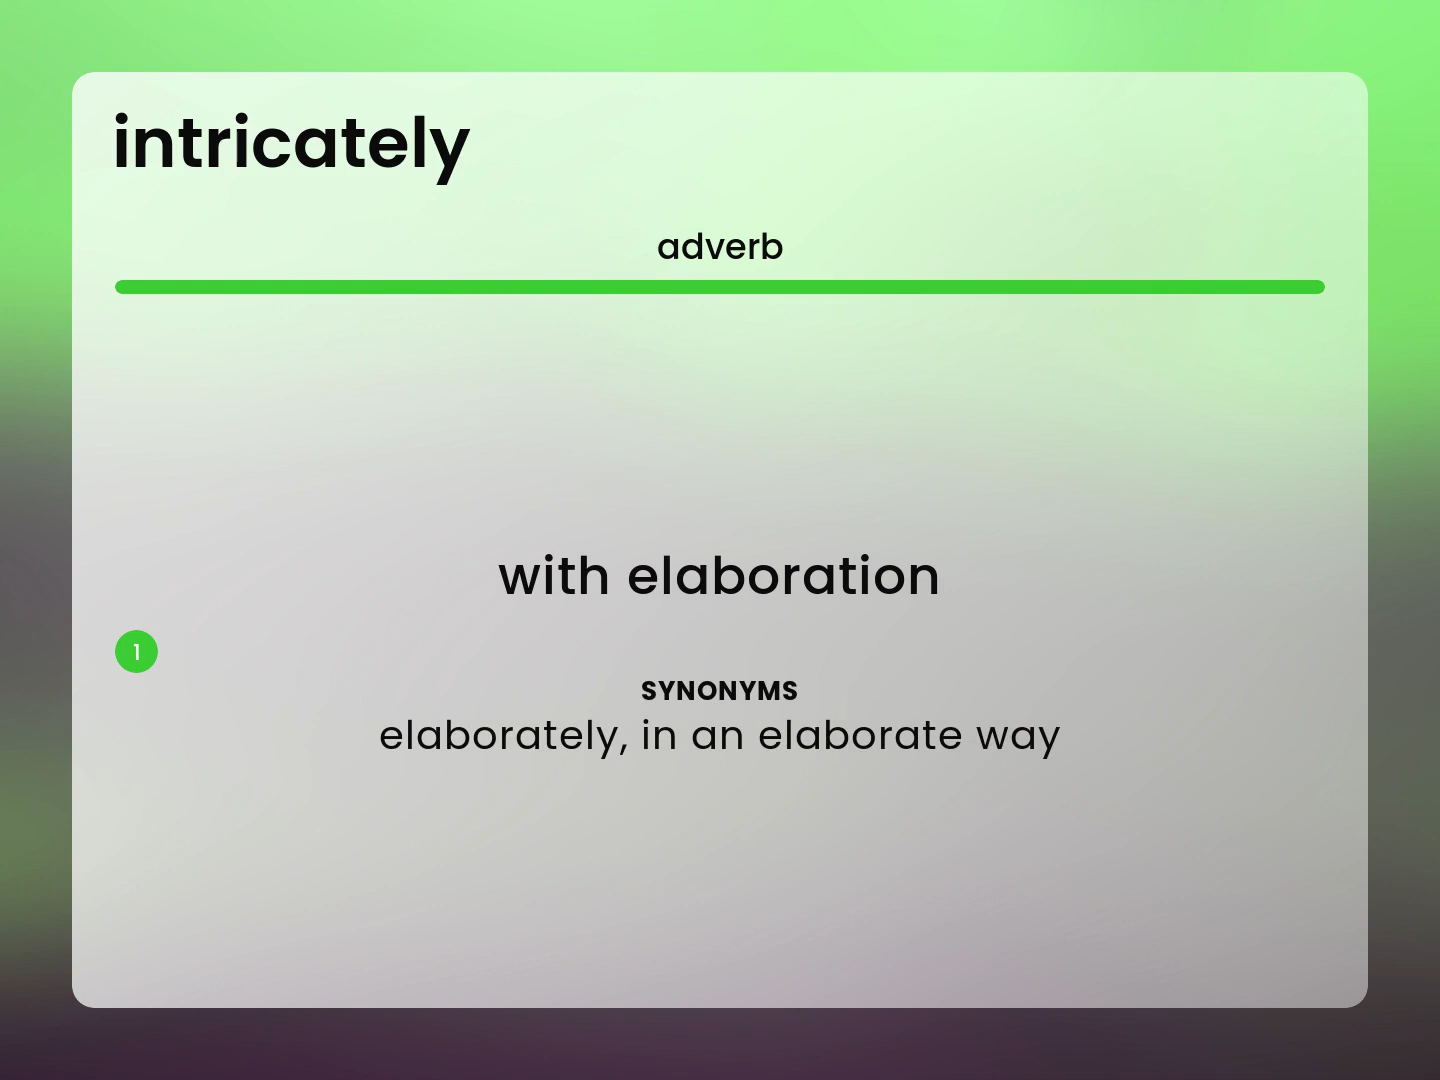 intricately
adverb
with elaboration
1
SYNONYMS
elaborately, in an elaborate way